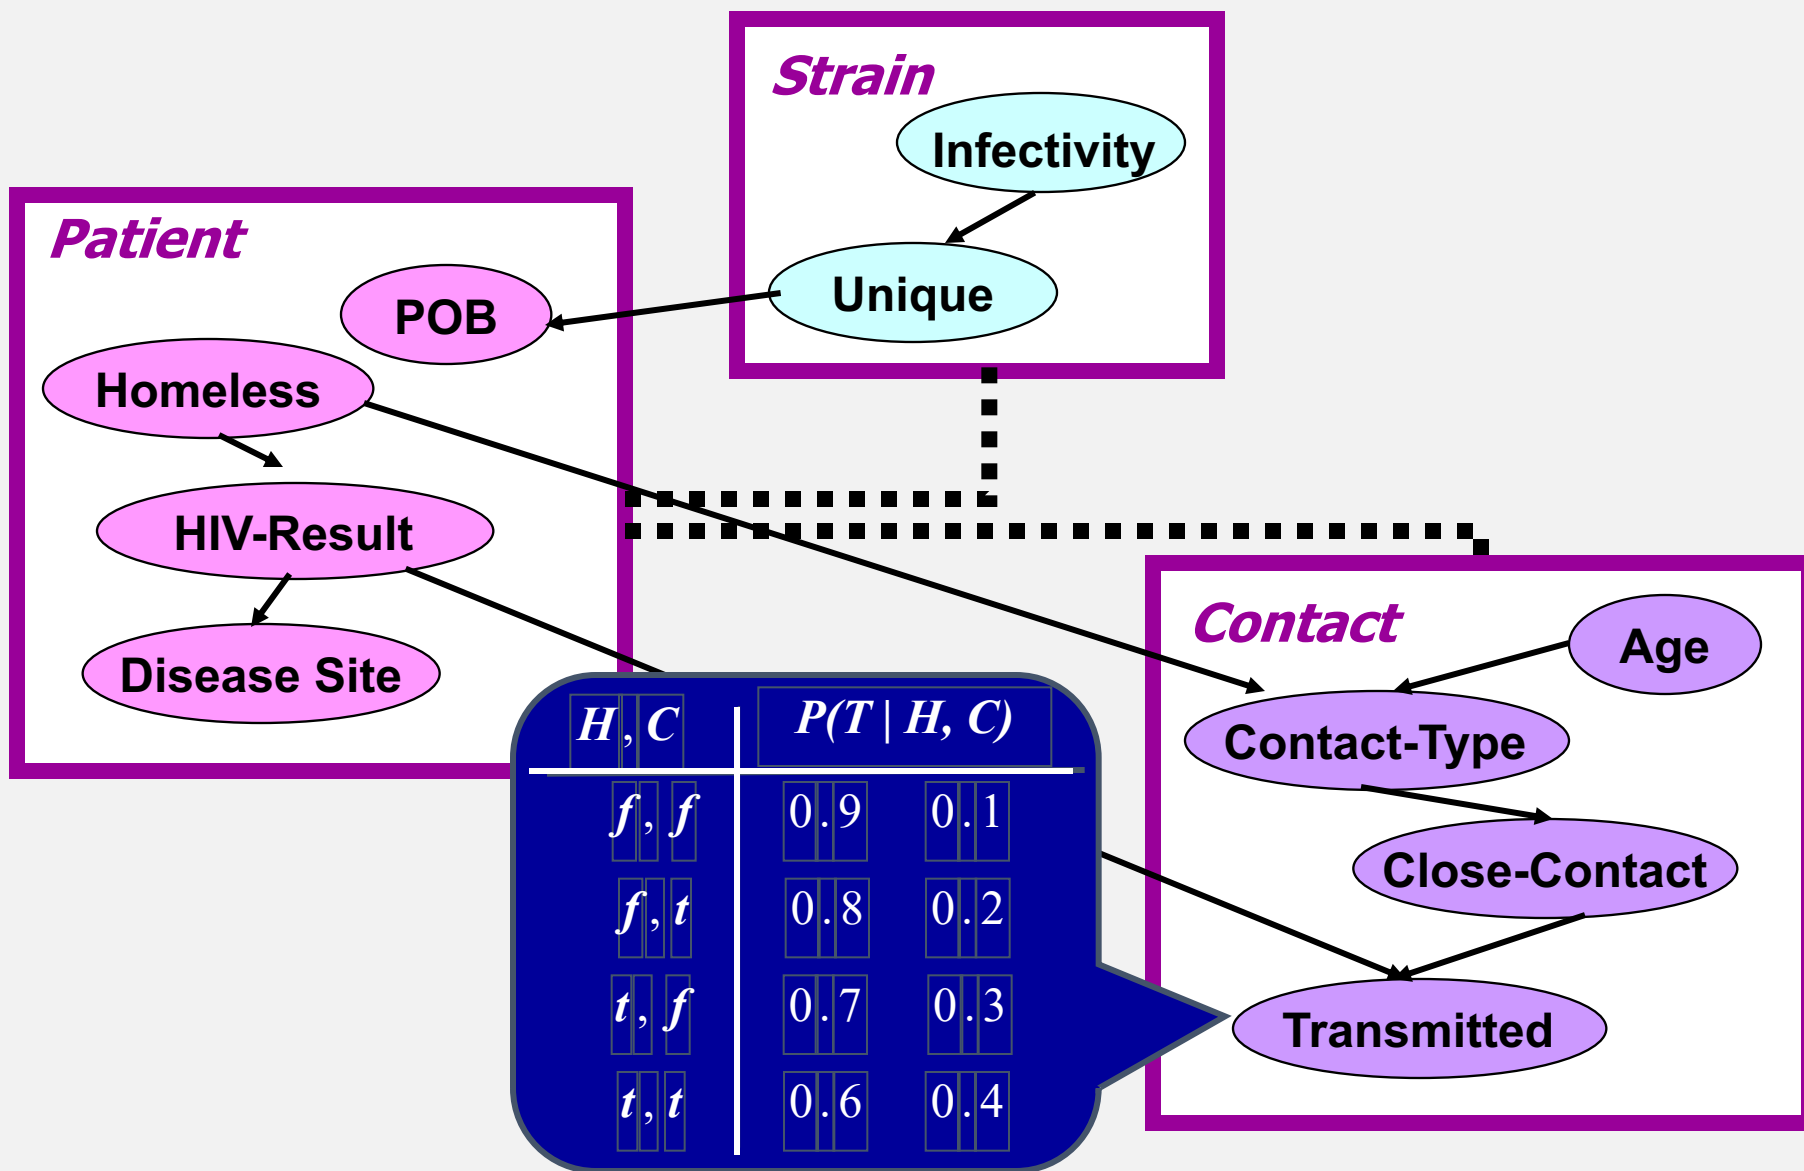 Strain
Infectivity
Unique
Patient
POB
Homeless
HIV-Result
Disease Site
Contact
Age
Contact-Type
Close-Contact
Transmitted
H, C P(T | H, C)
f, f 0.9 0.1
f, t 0.8 0.2
t, f 0.7 0.3
t, t 0.6 0.4